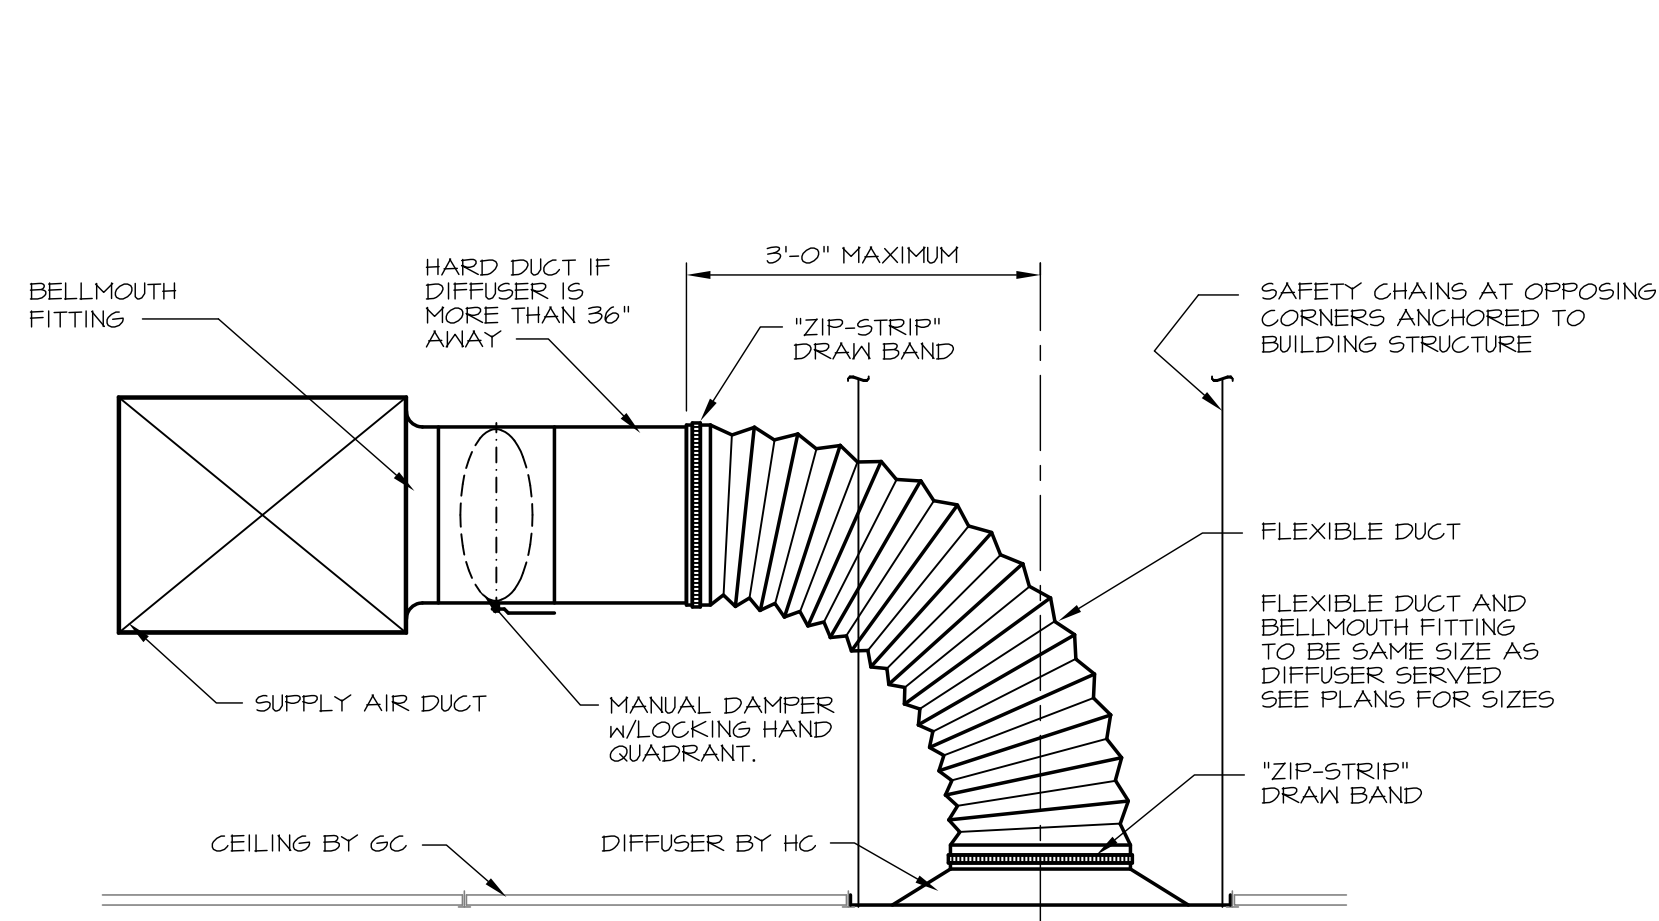 3'-0" MAXIMUM
HARD DUCT IF
DIFFUSER IS
MORE THAN 36"
AWAY
BELLMOUTH
FITTING
"ZIP-STRIP"
DRAW BAND
SAFETY CHAINS AT OPPOSING
CORNERS ANCHORED TO
BUILDING STRUCTURE
FLEXIBLE DUCT
FLEXIBLE DUCT AND
BELLMOUTH FITTING
TO BE SAME SIZE AS
DIFFUSER SERVED
SEE PLANS FOR SIZES
SUPPLY AIR DUCT
MANUAL DAMPER
W/LOCKING HAND
QUADRANT.
"ZIP-STRIP"
DRAW BAND
CEILING BY GC
DIFFUSER BY HC